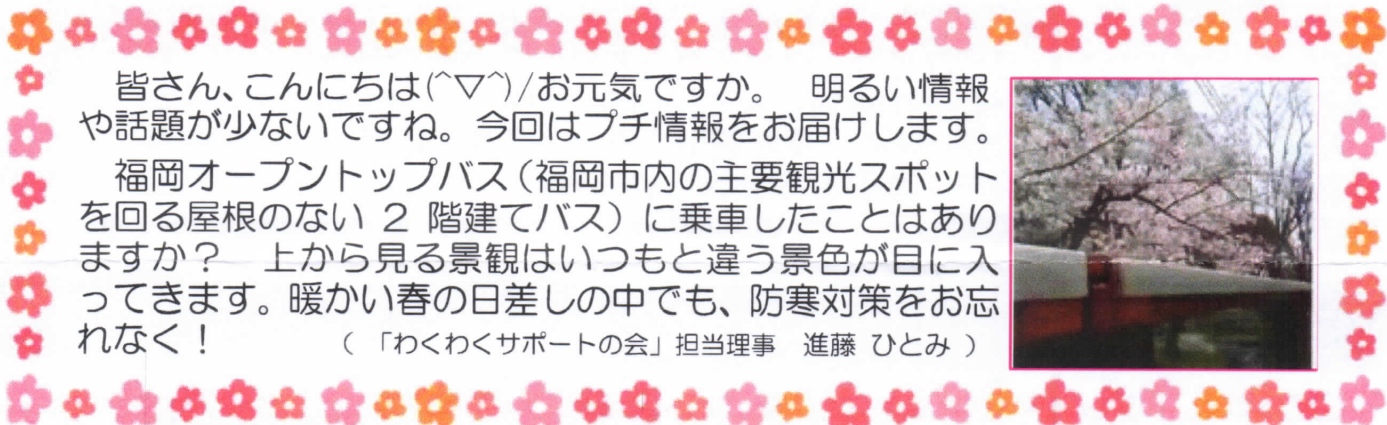 皆さん、こんにちは(^▽^)/お元気ですか。　明るい情報
や話題が少ないですね。今回はプチ情報をお届けします。
福岡オープントップバス（福岡市内の主要観光スポット
を回る屋根のない 2 階建てバス）に乗車したことはあり
ますか？　上から見る景観はいつもと違う景色が目に入
ってきます。暖かい春の日差しの中でも、防寒対策をお忘
れなく！　（「わくわくサポートの会」担当理事　進藤 ひとみ ）